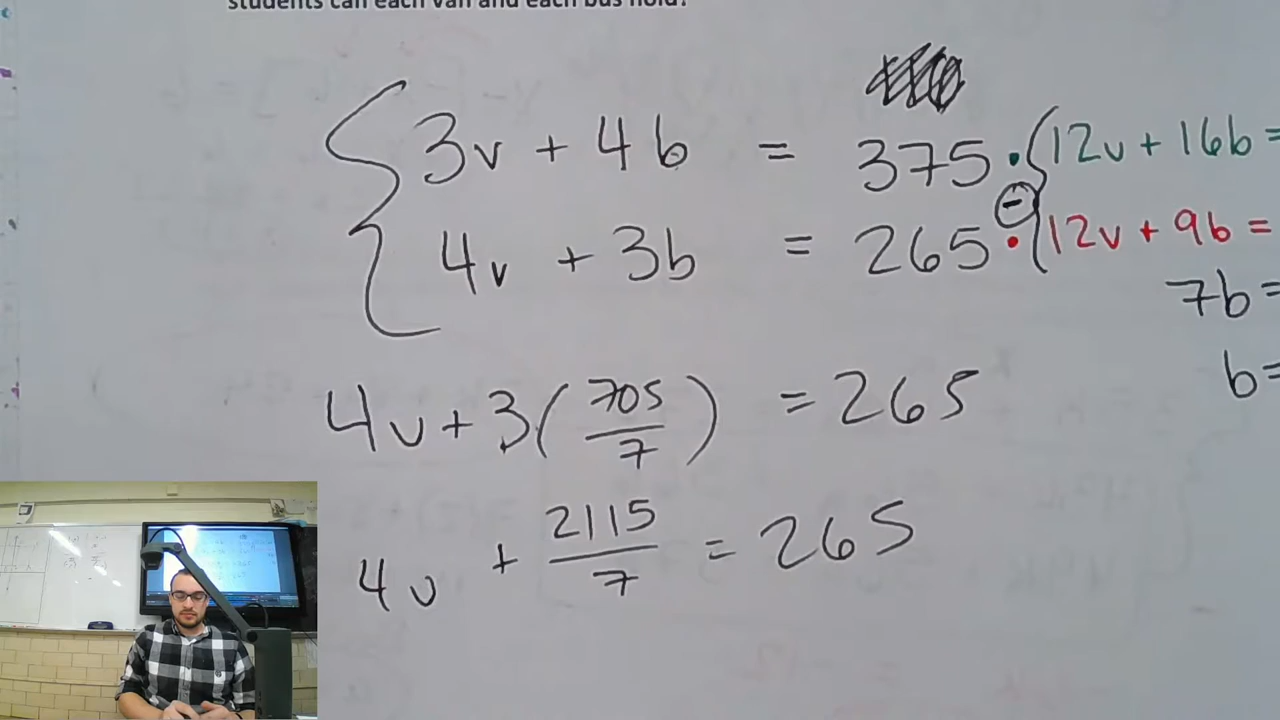 students can each van and each bus hold?
3v + 4b = 375 · 12v + 16b =
4v + 3b = 265 · 12v + 9b =
−
7b =
b =
4v + 3(705/7) = 265
4v + 2115/7 = 265